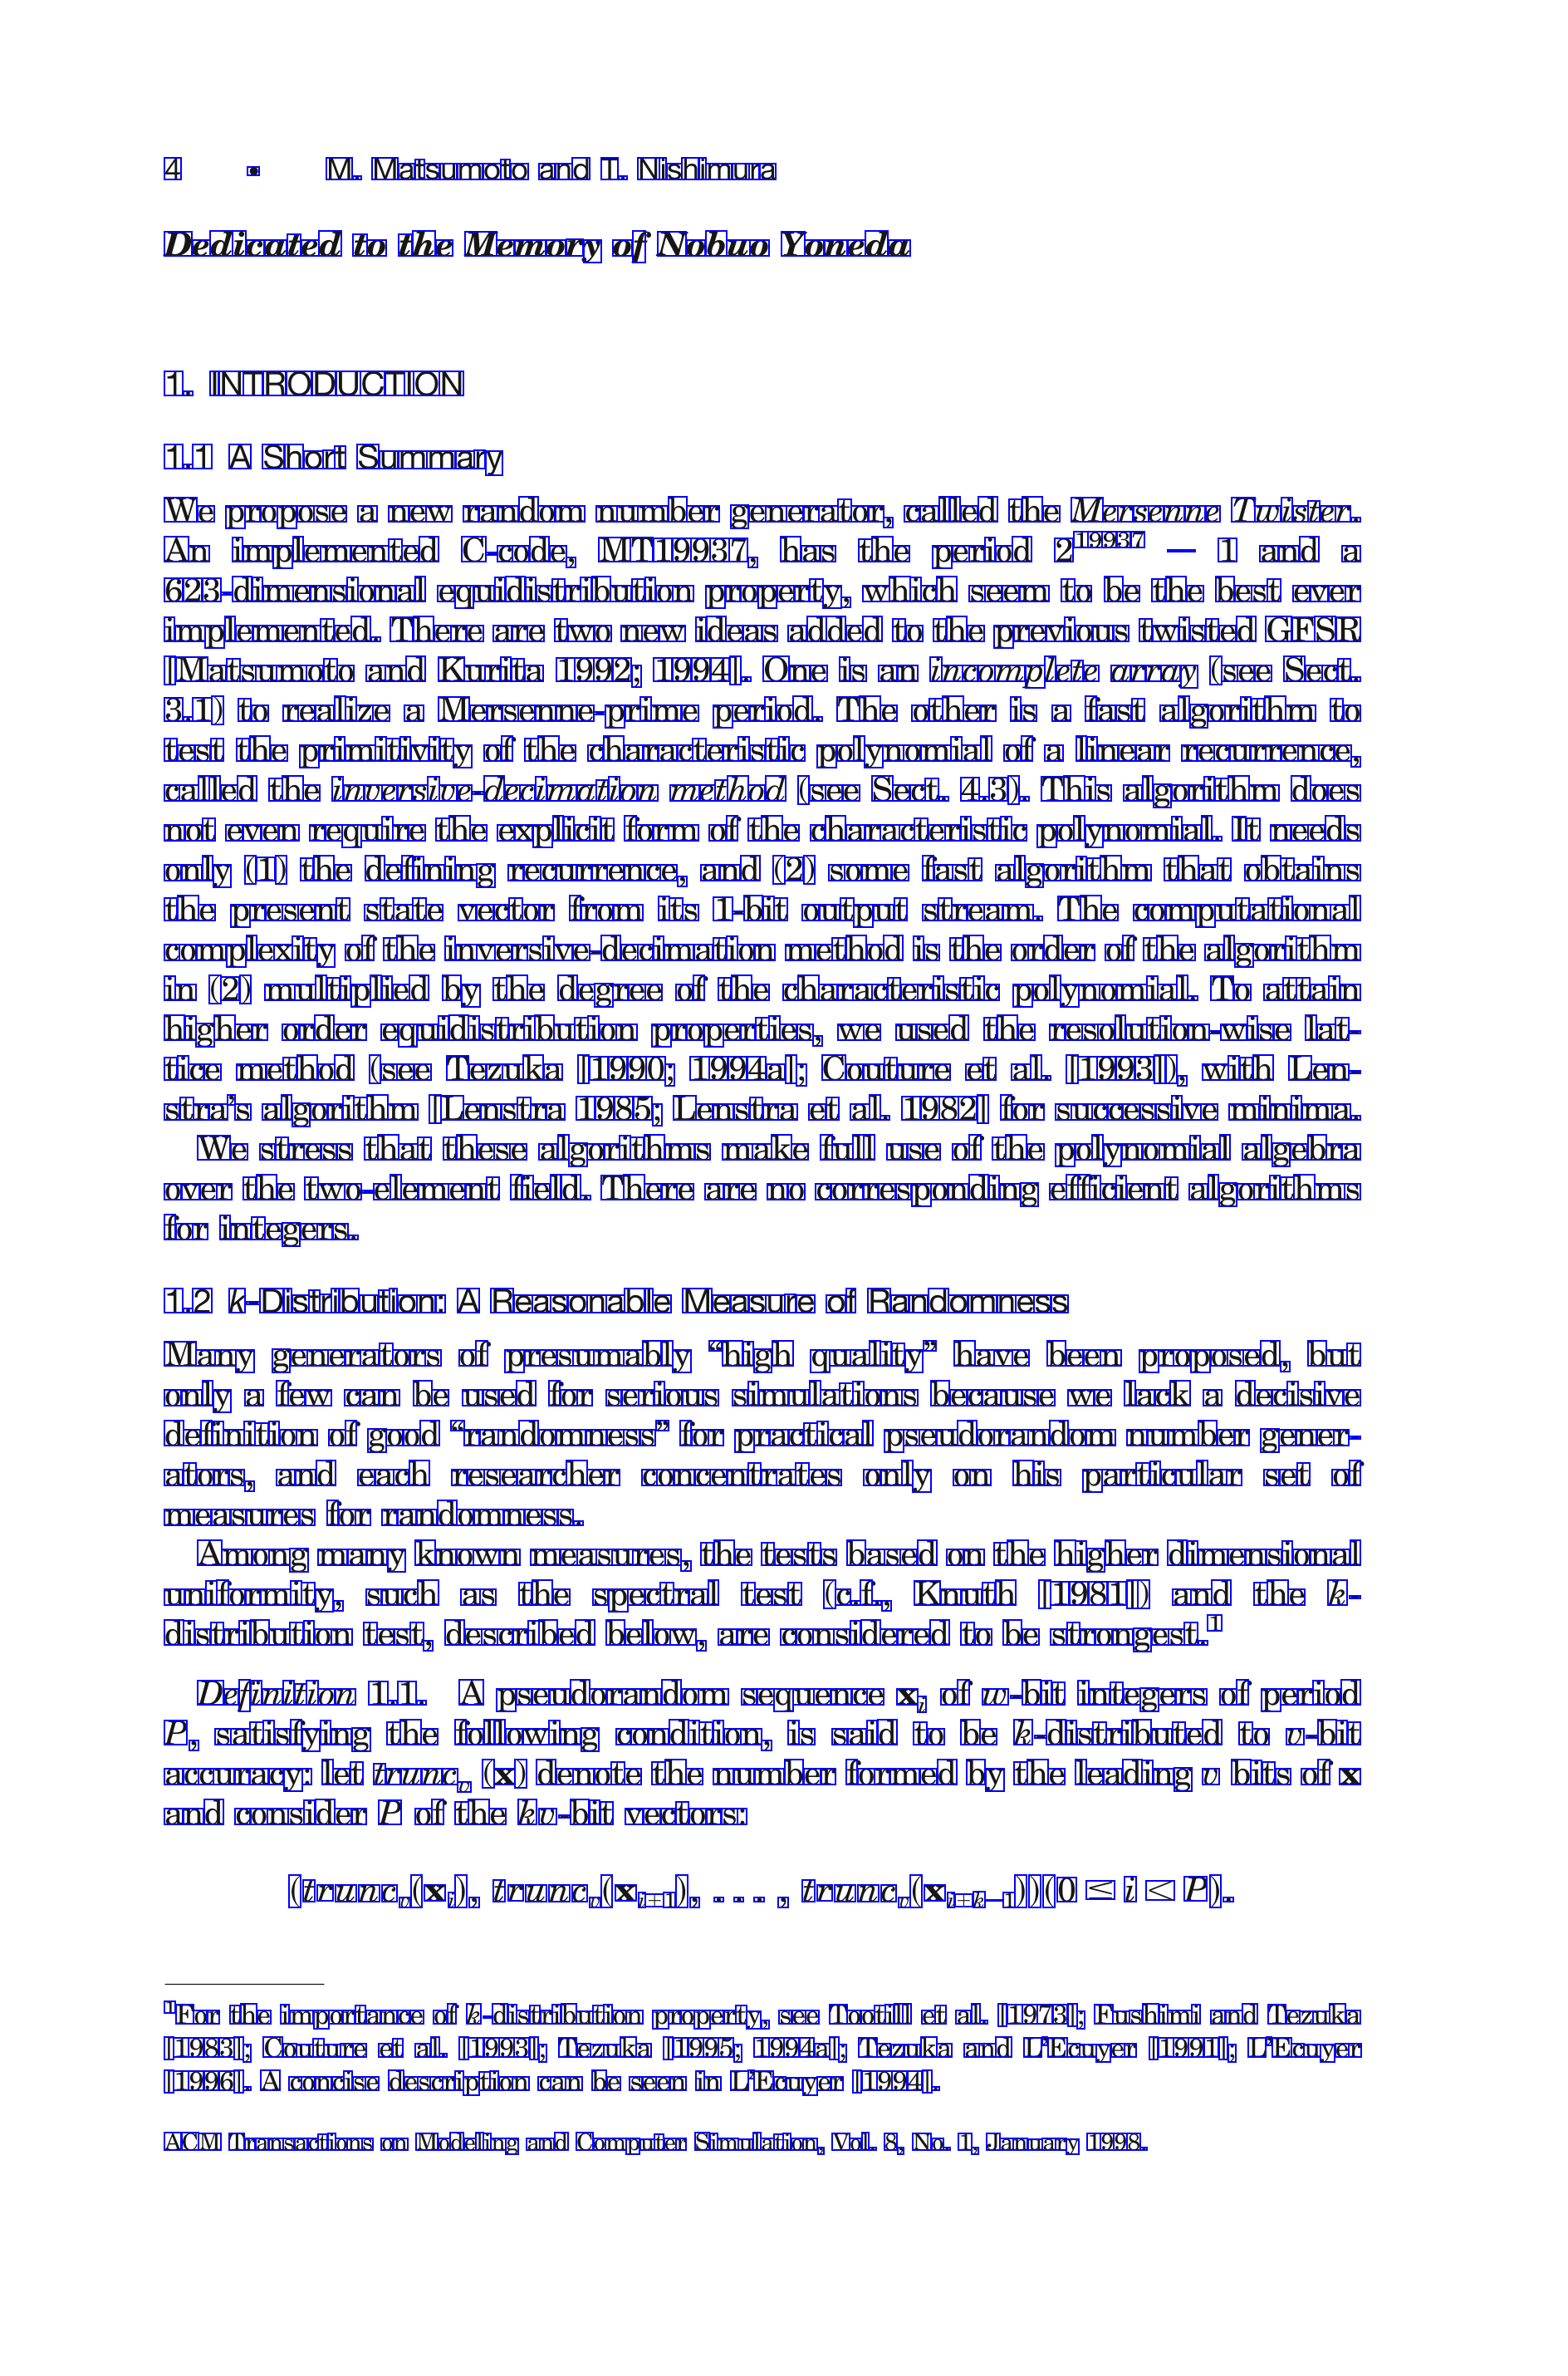 4 • M. Matsumoto and T. Nishimura
Dedicated to the Memory of Nobuo Yoneda
1. INTRODUCTION
1.1 A Short Summary
We propose a new random number generator, called the Mersenne Twister.
An implemented C-code, MT19937, has the period 2^19937 − 1 and a
623-dimensional equidistribution property, which seem to be the best ever
implemented. There are two new ideas added to the previous twisted GFSR
[Matsumoto and Kurita 1992; 1994]. One is an incomplete array (see Sect.
3.1) to realize a Mersenne-prime period. The other is a fast algorithm to
test the primitivity of the characteristic polynomial of a linear recurrence,
called the inversive-decimation method (see Sect. 4.3). This algorithm does
not even require the explicit form of the characteristic polynomial. It needs
only (1) the defining recurrence, and (2) some fast algorithm that obtains
the present state vector from its 1-bit output stream. The computational
complexity of the inversive-decimation method is the order of the algorithm
in (2) multiplied by the degree of the characteristic polynomial. To attain
higher order equidistribution properties, we used the resolution-wise lat-
tice method (see Tezuka [1990; 1994a]; Couture et al. [1993]), with Len-
stra's algorithm [Lenstra 1985; Lenstra et al. 1982] for successive minima.
We stress that these algorithms make full use of the polynomial algebra
over the two-element field. There are no corresponding efficient algorithms
for integers.
1.2 k-Distribution: A Reasonable Measure of Randomness
Many generators of presumably “high quality” have been proposed, but
only a few can be used for serious simulations because we lack a decisive
definition of good “randomness” for practical pseudorandom number gener-
ators, and each researcher concentrates only on his particular set of
measures for randomness.
Among many known measures, the tests based on the higher dimensional
uniformity, such as the spectral test (c.f., Knuth [1981]) and the k-
distribution test, described below, are considered to be strongest.¹
Definition 1.1. A pseudorandom sequence x_i of w-bit integers of period
P, satisfying the following condition, is said to be k-distributed to v-bit
accuracy: let trunc_v (x) denote the number formed by the leading v bits of x
and consider P of the kv-bit vectors:
(trunc_v(x_i), trunc_v(x_{i+1}), . . . , trunc_v(x_{i+k−1}))(0 ≤ i < P).
¹For the importance of k-distribution property, see Tootill et al. [1973]; Fushimi and Tezuka
[1983]; Couture et al. [1993]; Tezuka [1995; 1994a]; Tezuka and L'Ecuyer [1991]; L'Ecuyer
[1996]. A concise description can be seen in L'Ecuyer [1994].
ACM Transactions on Modeling and Computer Simulation, Vol. 8, No. 1, January 1998.